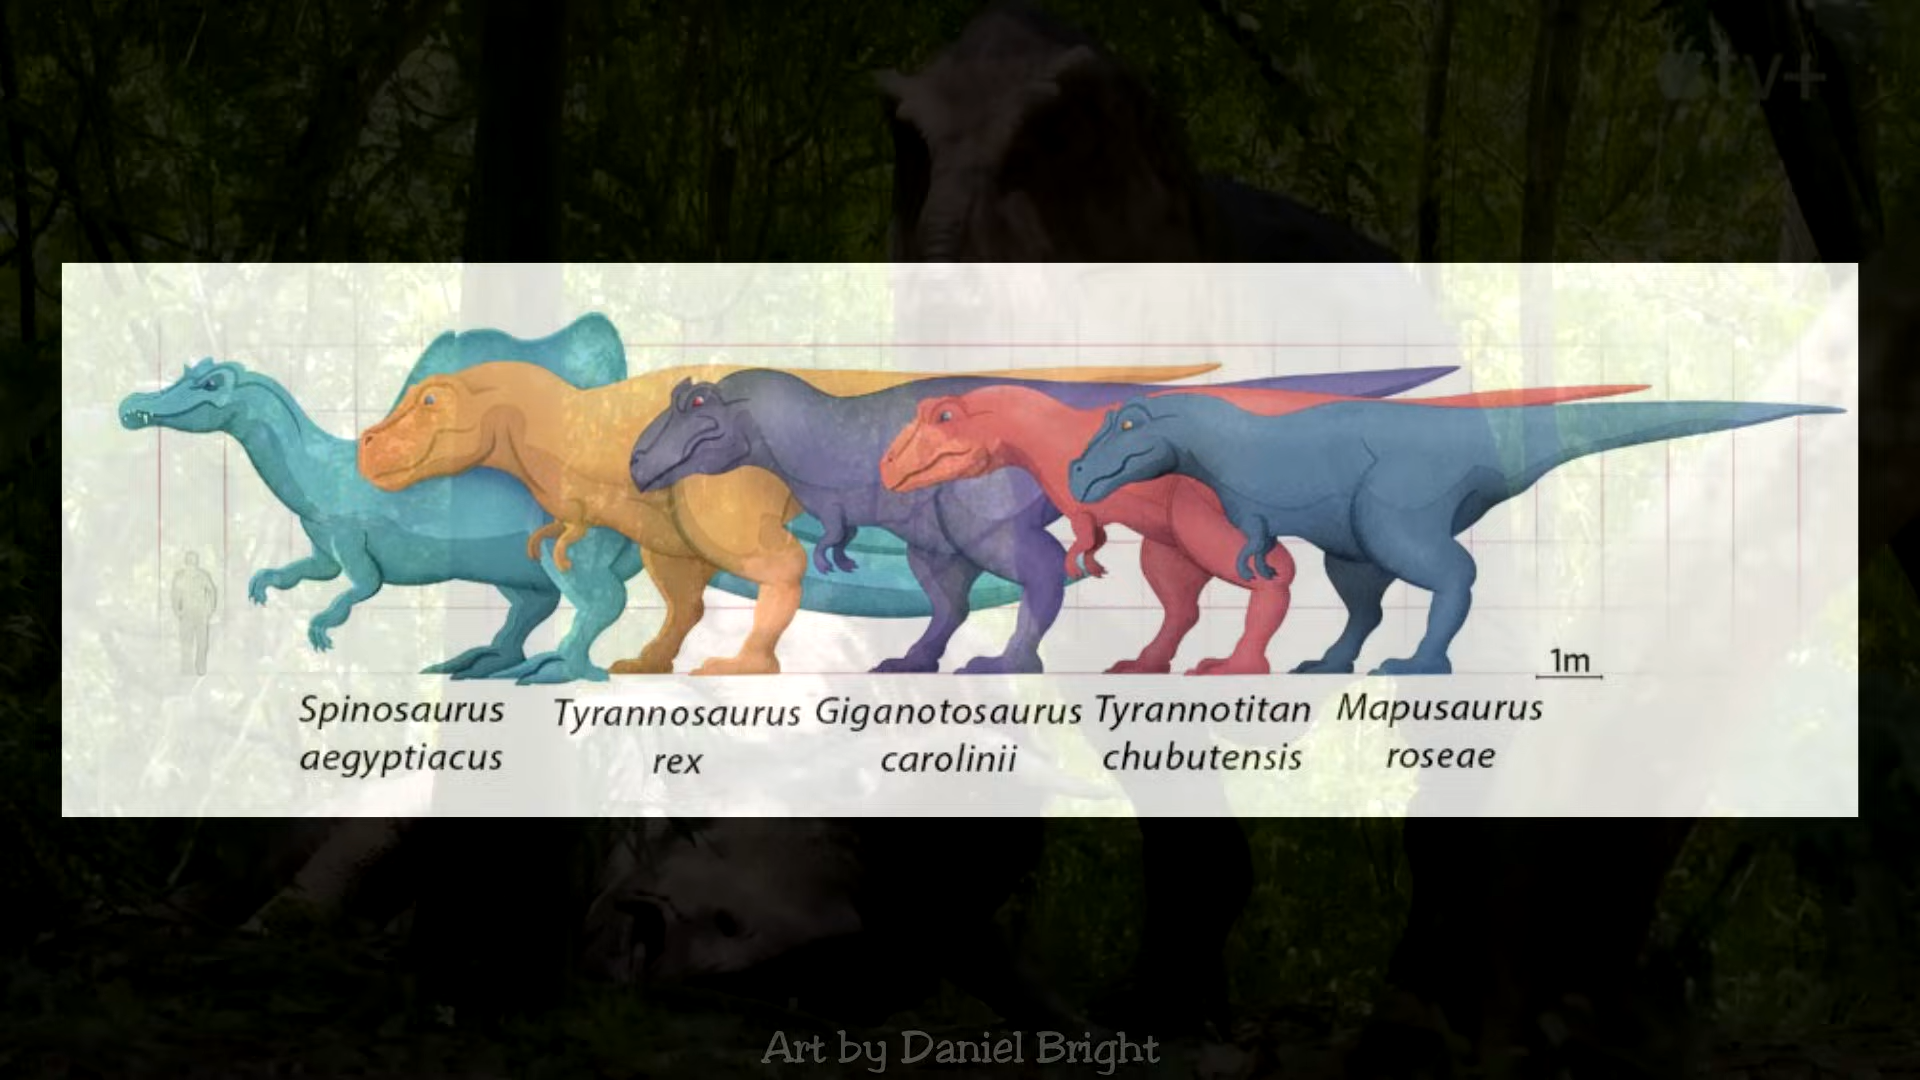 tv+
1m
Spinosaurus
aegyptiacus
Tyrannosaurus
rex
Giganotosaurus
carolinii
Tyrannotitan
chubutensis
Mapusaurus
roseae
Art by Daniel Bright